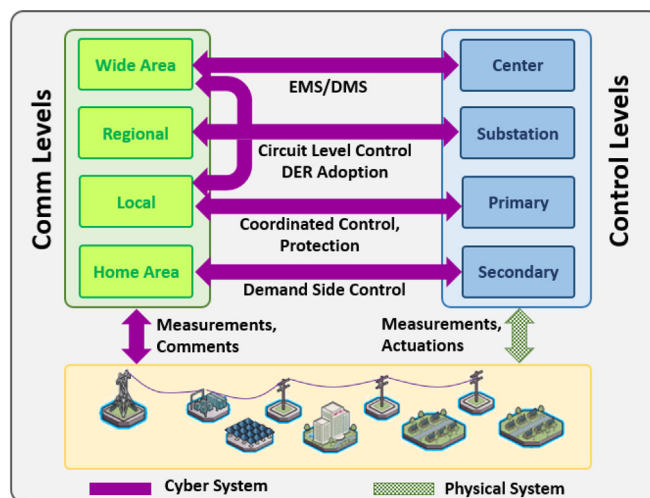 Comm Levels
Wide Area
Regional
Local
Home Area
EMS/DMS
Circuit Level Control
DER Adoption
Coordinated Control,
Protection
Demand Side Control
Center
Substation
Primary
Secondary
Control Levels
Measurements,
Comments
Measurements,
Actuations
Cyber System
Physical System